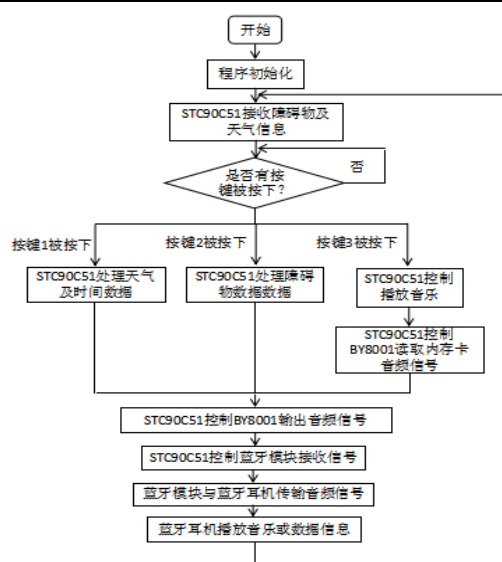 开始
程序初始化
STC90C51接收障碍物及
天气信息
是否有按
键被按下？
否
按键1被按下
按键2被按下
按键3被按下
STC90C51处理天气
及时间数据
STC90C51处理障碍
物数据数据
STC90C51控制
播放音乐
STC90C51控制
BY8001读取内存卡
音频信号
STC90C51控制BY8001输出音频信号
STC90C51控制蓝牙模块接收信号
蓝牙模块与蓝牙耳机传输音频信号
蓝牙耳机播放音乐或数据信息